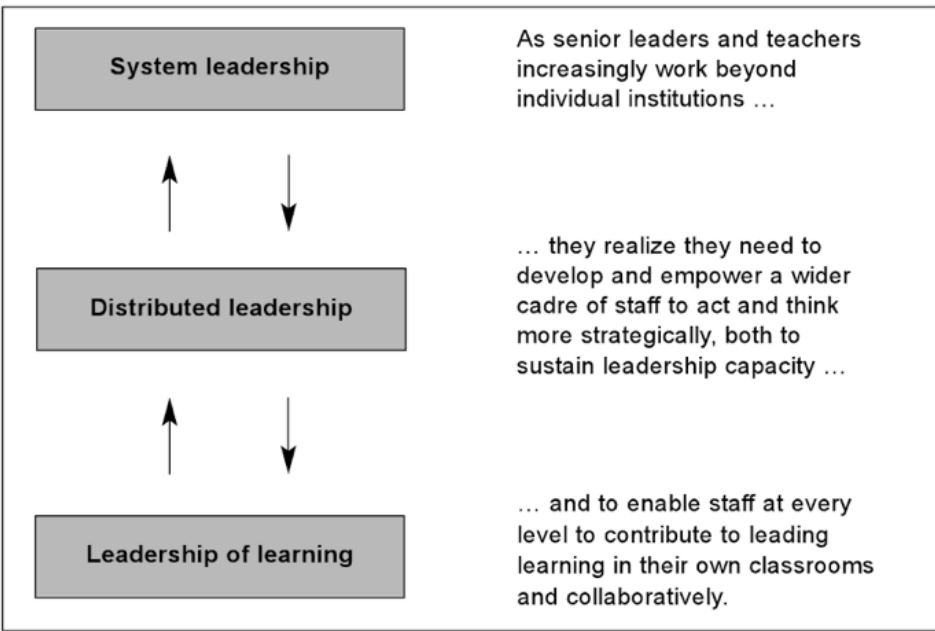 System leadership
As senior leaders and teachers
increasingly work beyond
individual institutions …
Distributed leadership
… they realize they need to
develop and empower a wider
cadre of staff to act and think
more strategically, both to
sustain leadership capacity …
Leadership of learning
… and to enable staff at every
level to contribute to leading
learning in their own classrooms
and collaboratively.